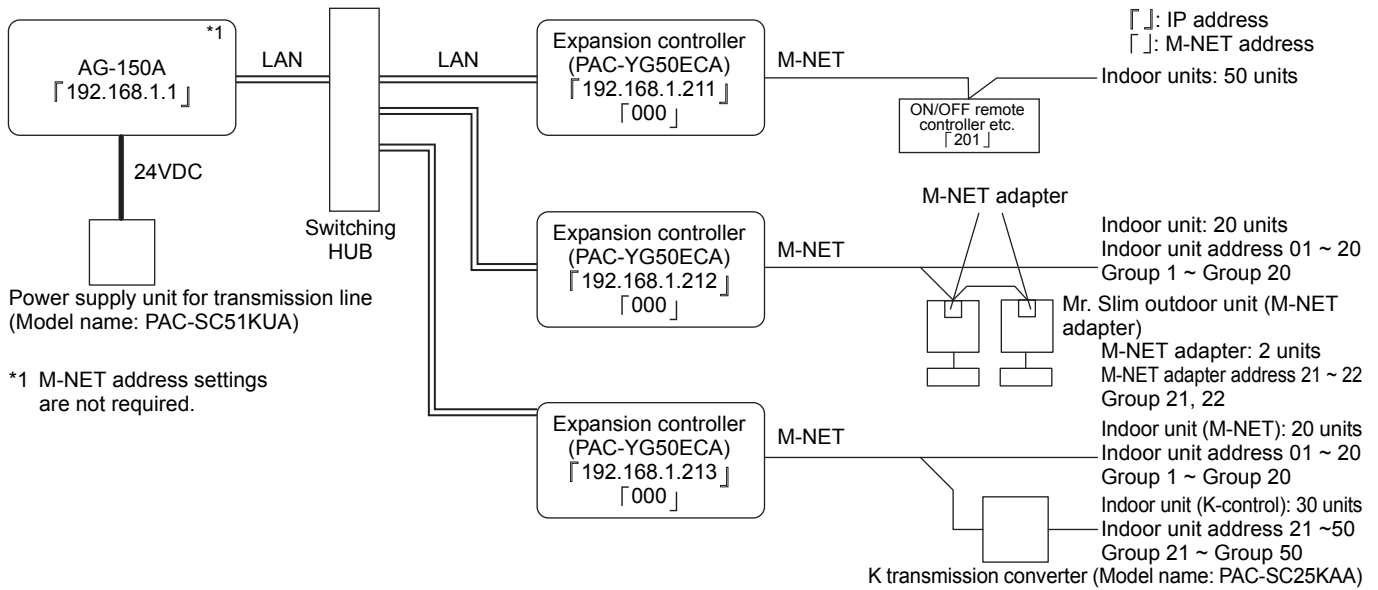 *1
AG-150A
『192.168.1.1』
24VDC
Power supply unit for transmission line
(Model name: PAC-SC51KUA)
*1 M-NET address settings
are not required.
LAN
LAN
Switching
HUB
Expansion controller
(PAC-YG50ECA)
『192.168.1.211』
「000」
M-NET
『 』: IP address
「 」: M-NET address
Indoor units: 50 units
ON/OFF remote
controller etc.
「201」
Expansion controller
(PAC-YG50ECA)
『192.168.1.212』
「000」
M-NET
M-NET adapter
Indoor unit: 20 units
Indoor unit address 01 ~ 20
Group 1 ~ Group 20
Mr. Slim outdoor unit (M-NET
adapter)
M-NET adapter: 2 units
M-NET adapter address 21 ~ 22
Group 21, 22
Expansion controller
(PAC-YG50ECA)
『192.168.1.213』
「000」
M-NET
Indoor unit (M-NET): 20 units
Indoor unit address 01 ~ 20
Group 1 ~ Group 20
Indoor unit (K-control): 30 units
Indoor unit address 21 ~50
Group 21 ~ Group 50
K transmission converter (Model name: PAC-SC25KAA)